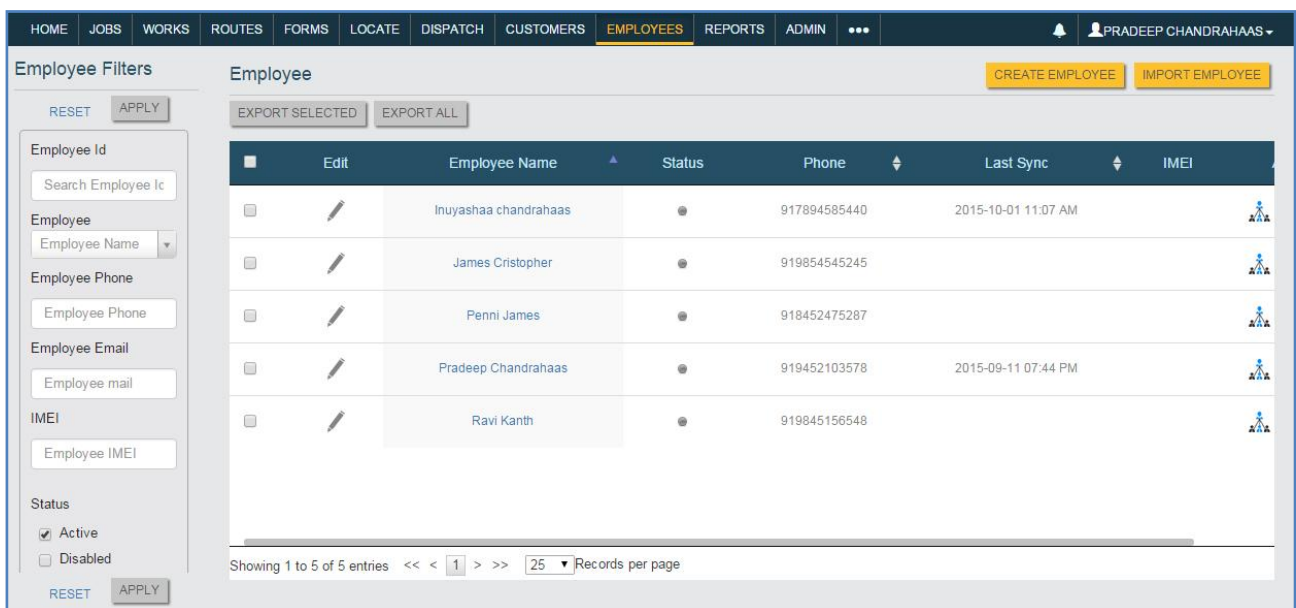 HOME JOBS WORKS ROUTES FORMS LOCATE DISPATCH CUSTOMERS EMPLOYEES REPORTS ADMIN ••• PRADEEP CHANDRAHAAS
Employee Filters
RESET APPLY
Employee Id
Search Employee Ic
Employee
Employee Name
Employee Phone
Employee Phone
Employee Email
Employee mail
IMEI
Employee IMEI
Status
Active
Disabled
RESET APPLY
Employee CREATE EMPLOYEE IMPORT EMPLOYEE
EXPORT SELECTED EXPORT ALL
Edit Employee Name Status Phone Last Sync IMEI
Inuyashaa chandrahaas 917894585440 2015-10-01 11:07 AM
James Cristopher 919854545245
Penni James 918452475287
Pradeep Chandrahaas 919452103578 2015-09-11 07:44 PM
Ravi Kanth 919845156548
Showing 1 to 5 of 5 entries << < 1 > >> 25 Records per page